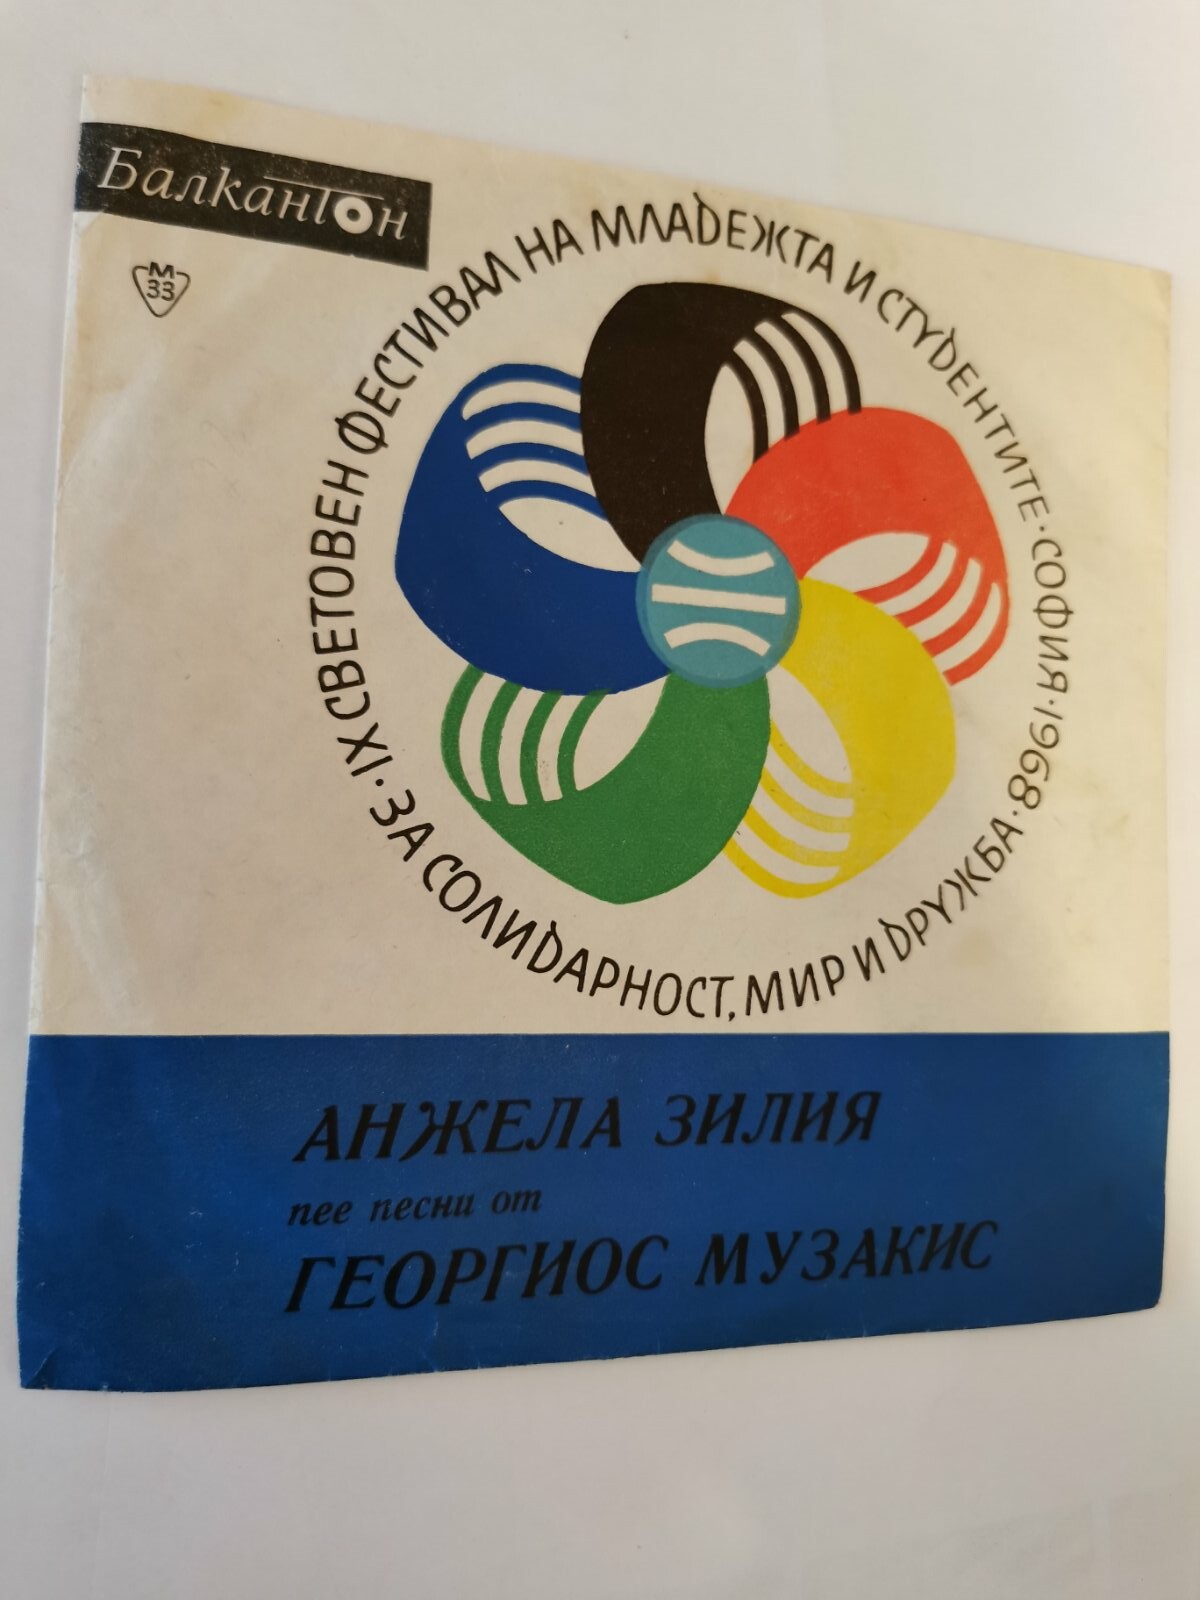 Балкантон
М
33
IX СВЕТОВЕН ФЕСТИВАЛ НА МЛАДЕЖТА И СТУДЕНТИТЕ · СОФИЯ · 1968 ·
ЗА СОЛИДАРНОСТ, МИР И ДРУЖБА ·
АНЖЕЛА ЗИЛИЯ
пее песни от
ГЕОРГИОС МУЗАКИС